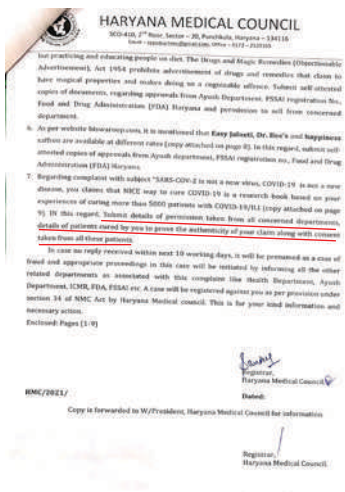 HARYANA MEDICAL COUNCIL
SCO-410, 2nd floor, Sector – 20, Panchkula, Haryana – 134116
but practicing and educating people on diet. The Drugs and Magic Remedies (Objectionable
Advertisement), Act 1954 prohibits advertisement of drugs and remedies that claim to
have magical properties and makes doing so a cognizable offence. Submit self attested
copies of documents, regarding approvals from Ayush Department, FSSAI registration No.,
Food and Drug Administration (FDA) Haryana and permission to sell from concerned
department.
6. As per website biswaroop.com, it is mentioned that Easy Jalneti, Dr. Bee's and happiness
saffron are available at different rates (copy attached on page 8). In this regard, submit self-
attested copies of approvals from Ayush department, FSSAI registration no., Food and Drug
Administration (FDA) Haryana.
7. Regarding complaint with subject "SARS-COV-2 is not a new virus, COVID-19 is not a new
disease, you claims that NICE way to cure COVID-19 is a research book based on your
experiences of curing more than 5000 patients with COVID-19/ILI (copy attached on page
9). In this regard, Submit details of permission taken from all concerned departments,
details of patients cured by you to prove the authenticity of your claim along with consent
taken from all these patients.
In case no reply received within next 10 working days, it will be presumed as a case of
fraud and appropriate proceedings in this case will be initiated by informing all the other
related departments as associated with this complaint like Health Department, Ayush
Department, ICMR, FDA, FSSAI etc. A case will be registered against you as per provision under
section 34 of NMC Act by Haryana Medical council. This is for your kind information and
necessary action.
Enclosed: Pages (1-9)
Registrar,
Haryana Medical Council
HMC/2021/
Dated:
Copy is forwarded to W/President, Haryana Medical Council for information
Registrar,
Haryana Medical Council